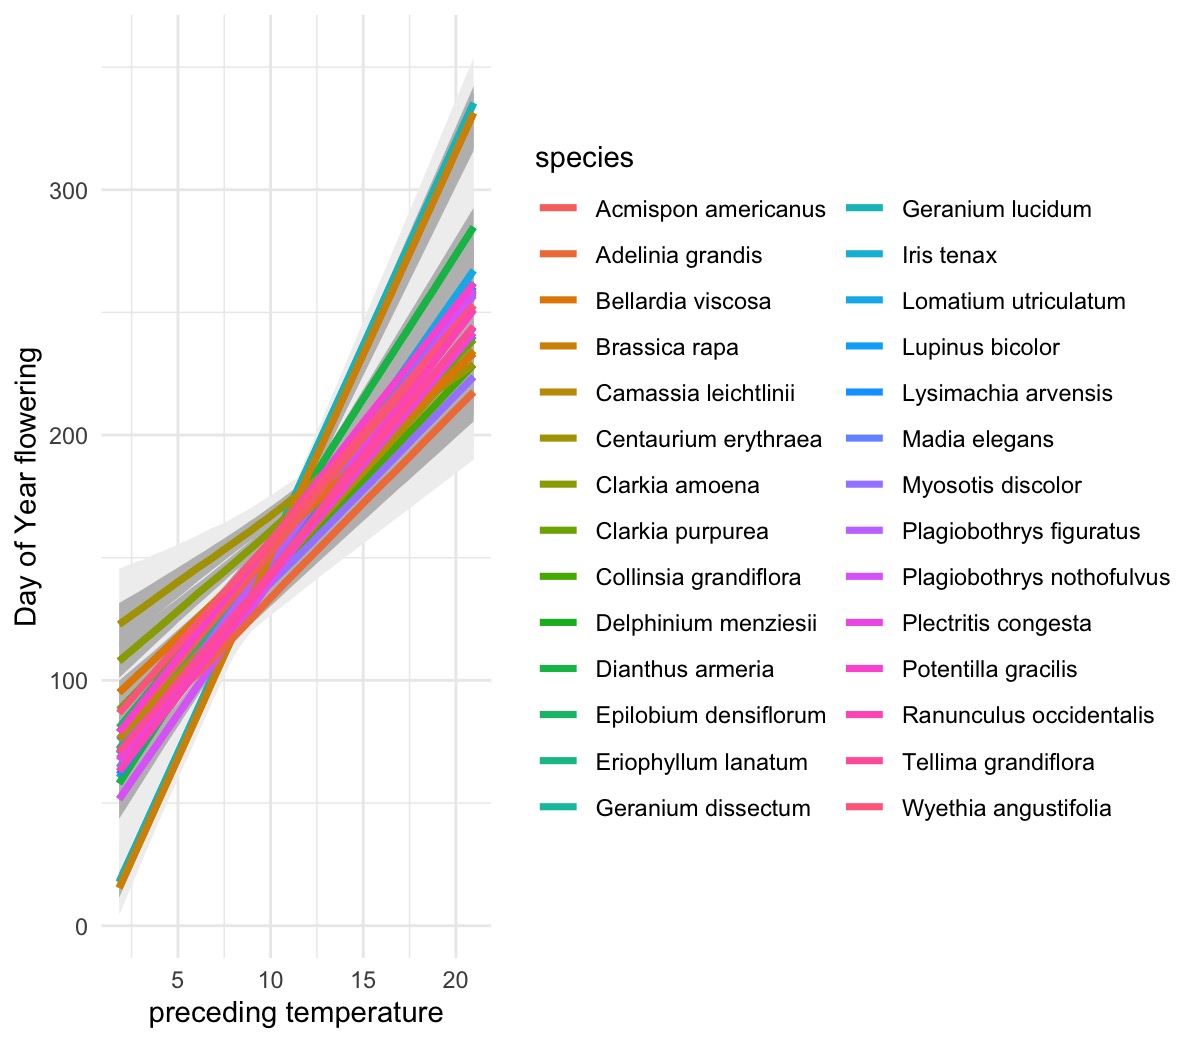 300
200
100
0
Day of Year flowering
5 10 15 20
preceding temperature
species
Acmispon americanus
Adelinia grandis
Bellardia viscosa
Brassica rapa
Camassia leichtlinii
Centaurium erythraea
Clarkia amoena
Clarkia purpurea
Collinsia grandiflora
Delphinium menziesii
Dianthus armeria
Epilobium densiflorum
Eriophyllum lanatum
Geranium dissectum
Geranium lucidum
Iris tenax
Lomatium utriculatum
Lupinus bicolor
Lysimachia arvensis
Madia elegans
Myosotis discolor
Plagiobothrys figuratus
Plagiobothrys nothofulvus
Plectritis congesta
Potentilla gracilis
Ranunculus occidentalis
Tellima grandiflora
Wyethia angustifolia